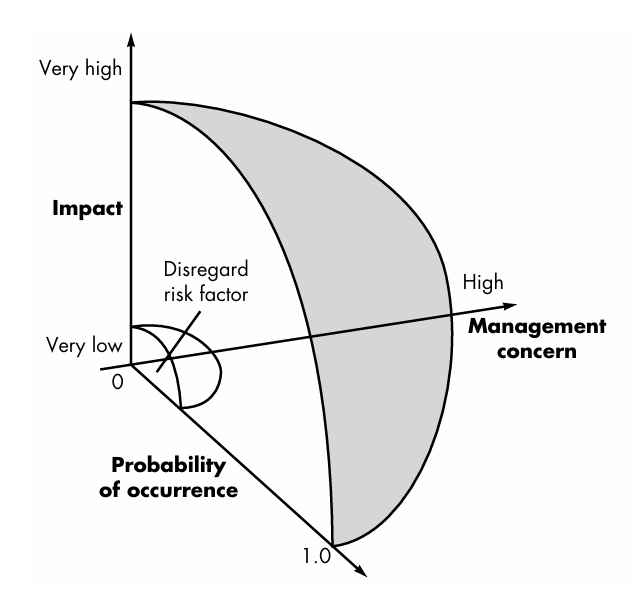 Very high
Impact
Disregard
risk factor
High
Management
concern
Very low
0
Probability
of occurrence
1.0